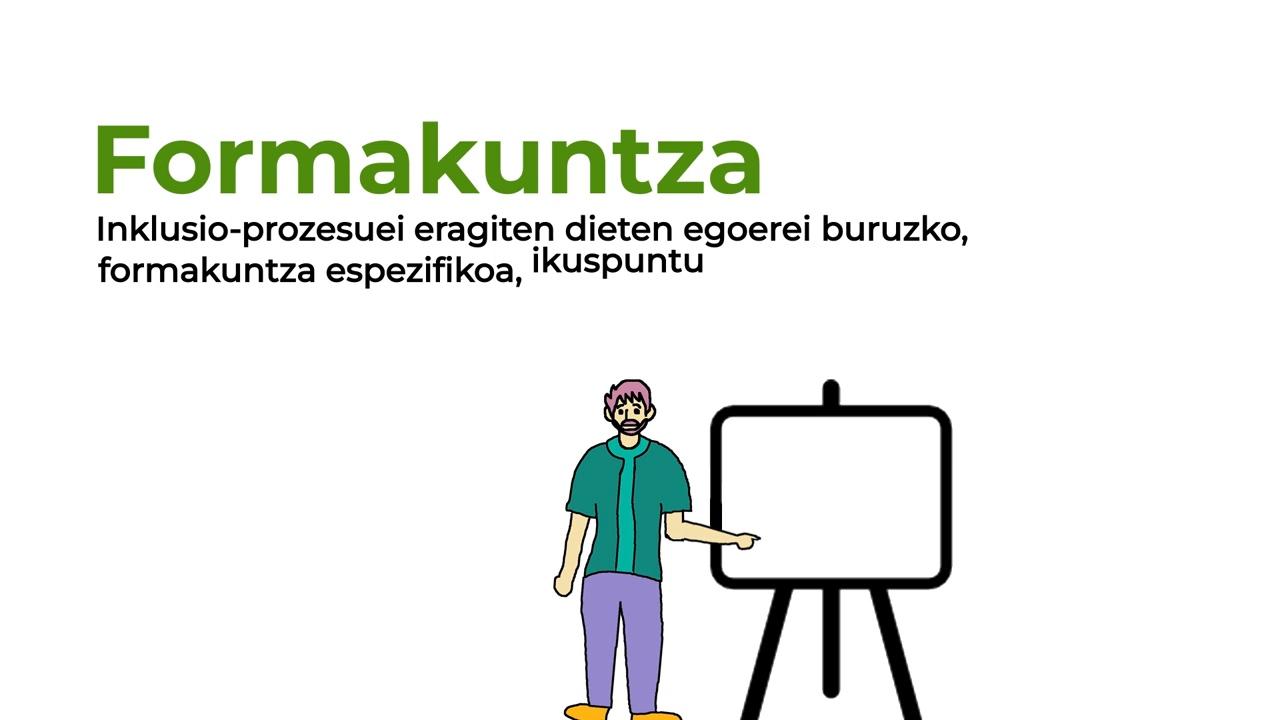 Formakuntza
Inklusio-prozesuei eragiten dieten egoerei buruzko,
formakuntza espezifikoa, ikuspuntu